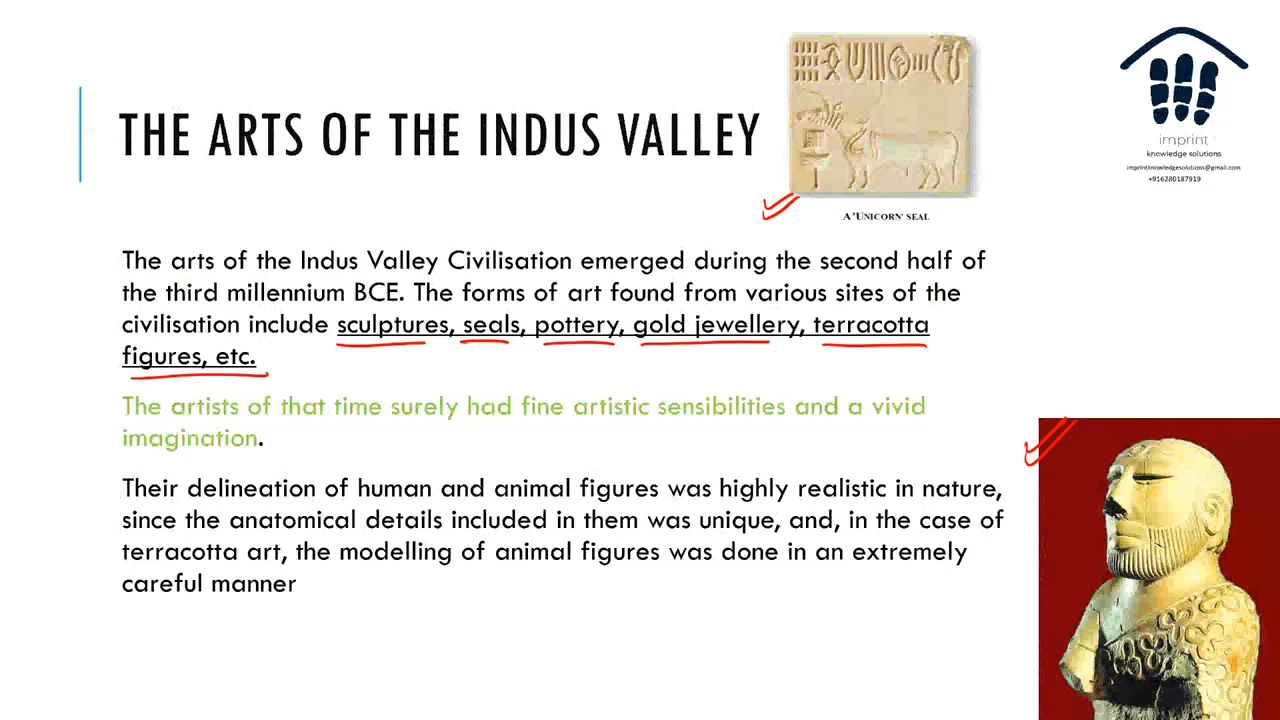 THE ARTS OF THE INDUS VALLEY
A 'UNICORN' SEAL
imprint
knowledge solutions
imprintknowledgesolutions@gmail.com
+916280187919
The arts of the Indus Valley Civilisation emerged during the second half of
the third millennium BCE. The forms of art found from various sites of the
civilisation include sculptures, seals, pottery, gold jewellery, terracotta
figures, etc.
The artists of that time surely had fine artistic sensibilities and a vivid
imagination.
Their delineation of human and animal figures was highly realistic in nature,
since the anatomical details included in them was unique, and, in the case of
terracotta art, the modelling of animal figures was done in an extremely
careful manner